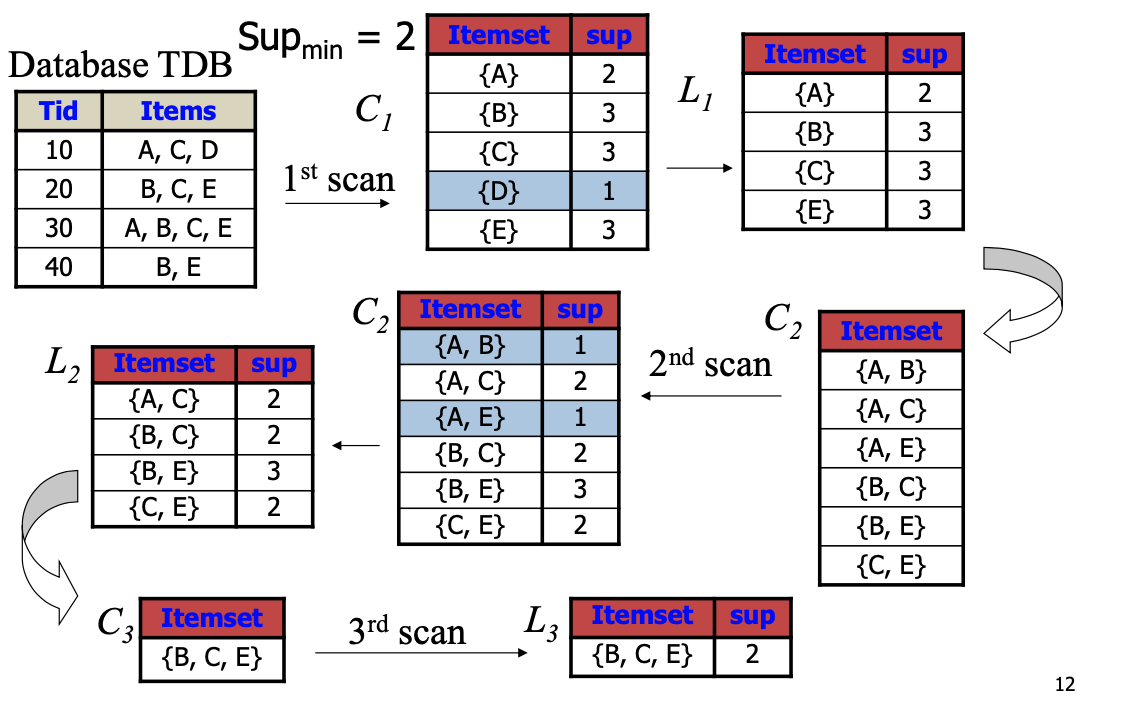 Sup_min = 2
Database TDB
Tid Items
10 A, C, D
20 B, C, E
30 A, B, C, E
40 B, E
1st scan
C1
Itemset sup
{A} 2
{B} 3
{C} 3
{D} 1
{E} 3
L1
Itemset sup
{A} 2
{B} 3
{C} 3
{E} 3
C2
Itemset
{A, B}
{A, C}
{A, E}
{B, C}
{B, E}
{C, E}
2nd scan
C2
Itemset sup
{A, B} 1
{A, C} 2
{A, E} 1
{B, C} 2
{B, E} 3
{C, E} 2
L2
Itemset sup
{A, C} 2
{B, C} 2
{B, E} 3
{C, E} 2
C3
Itemset
{B, C, E}
3rd scan
L3
Itemset sup
{B, C, E} 2
12